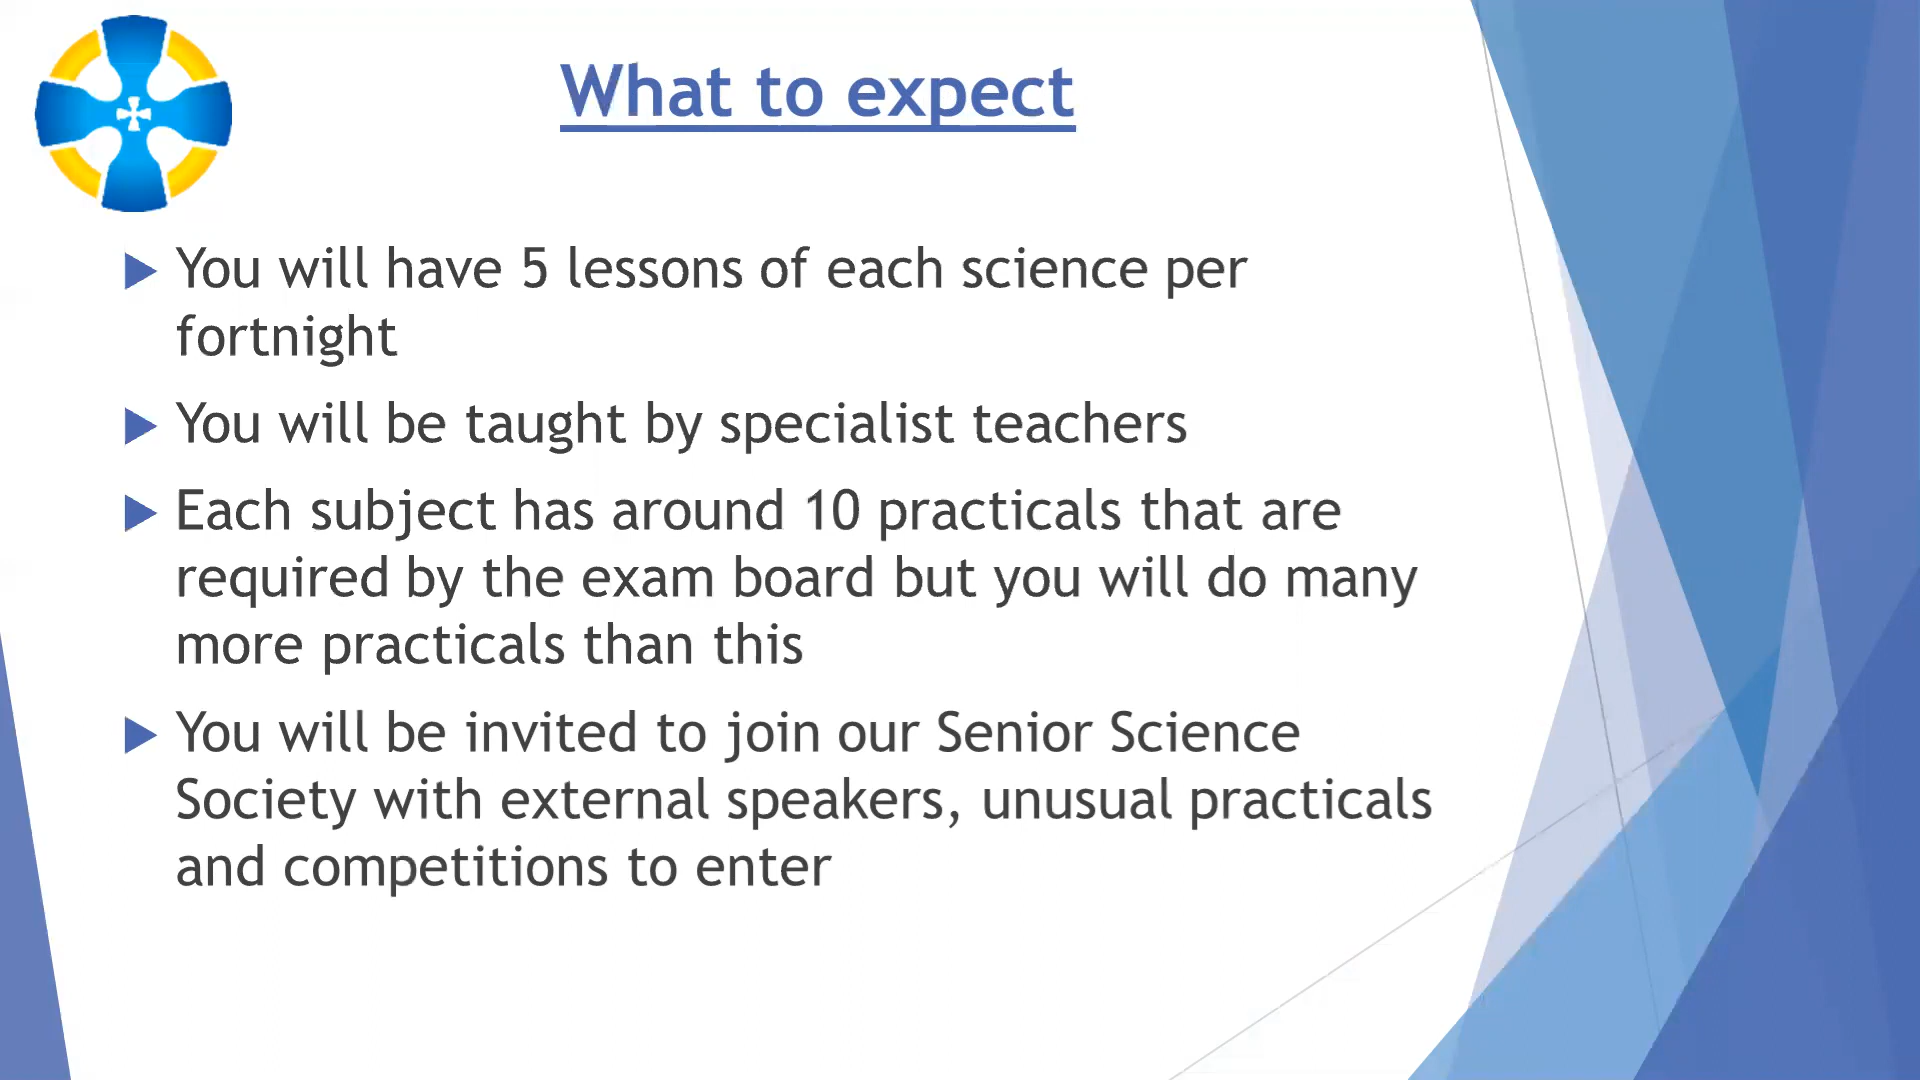 What to expect
You will have 5 lessons of each science per
fortnight
You will be taught by specialist teachers
Each subject has around 10 practicals that are
required by the exam board but you will do many
more practicals than this
You will be invited to join our Senior Science
Society with external speakers, unusual practicals
and competitions to enter